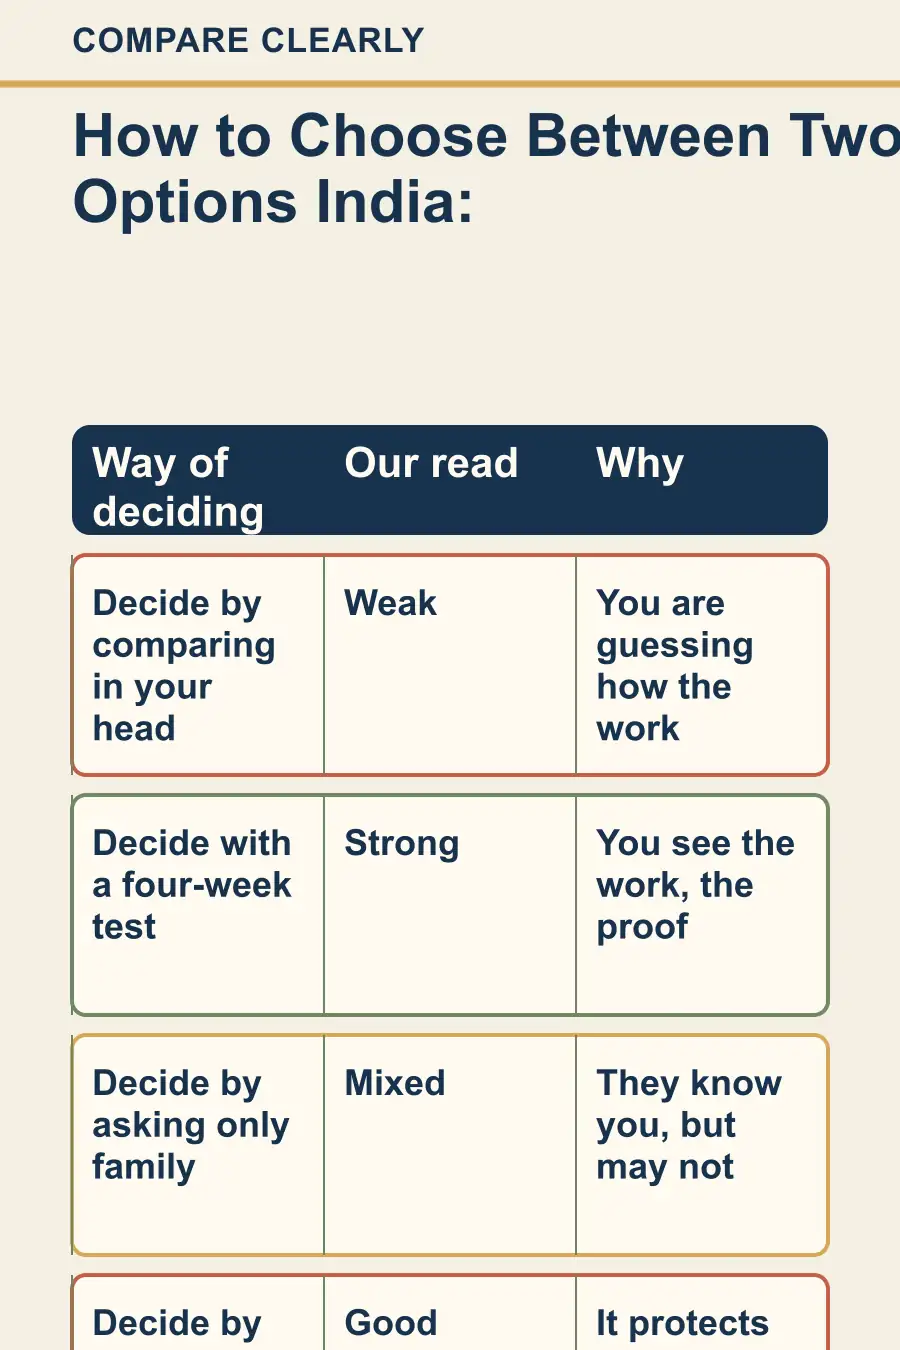 COMPARE CLEARLY
How to Choose Between Two
Options India:
Way of
deciding
Our read
Why
Decide by
comparing
in your
head
Weak
You are
guessing
how the
work
Decide with
a four-week
test
Strong
You see the
work, the
proof
Decide by
asking only
family
Mixed
They know
you, but
may not
Decide by
Good
It protects